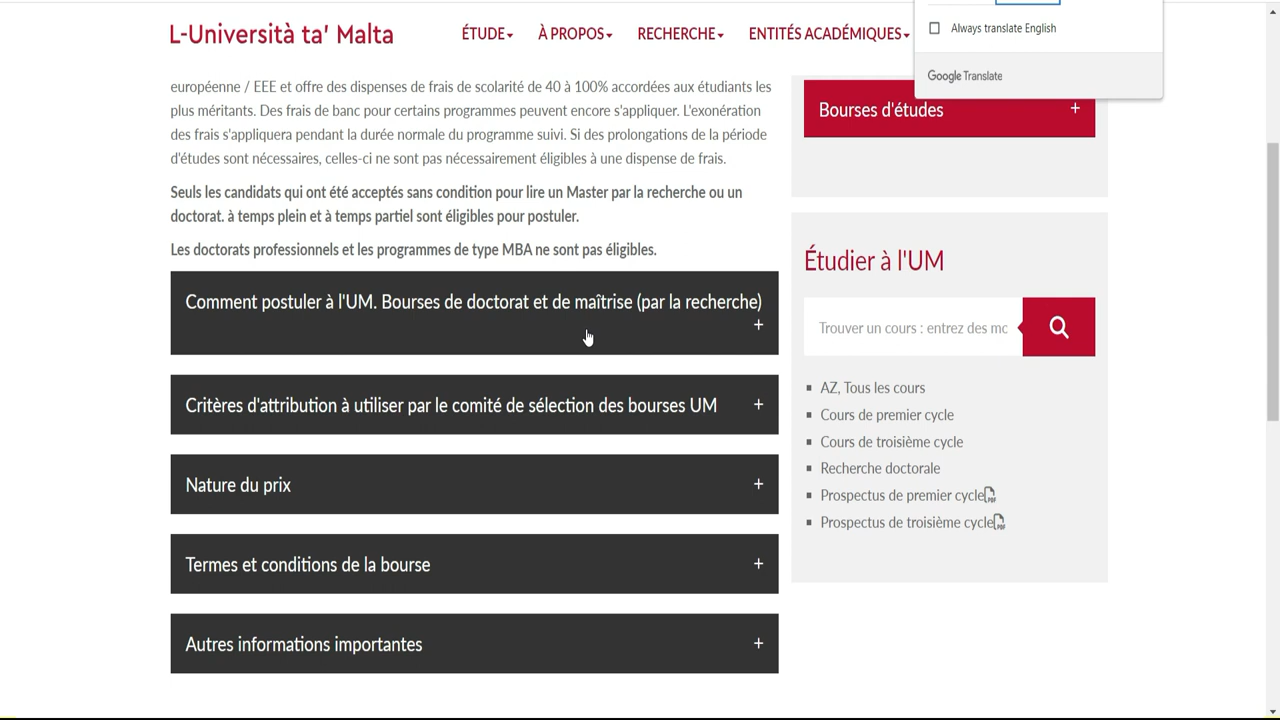 L-Università ta' Malta
ÉTUDE
À PROPOS
RECHERCHE
ENTITÉS ACADÉMIQUES
Always translate English
Google Translate
européenne / EEE et offre des dispenses de frais de scolarité de 40 à 100% accordées aux étudiants les
plus méritants. Des frais de banc pour certains programmes peuvent encore s'appliquer. L'exonération
des frais s'appliquera pendant la durée normale du programme suivi. Si des prolongations de la période
d'études sont nécessaires, celles-ci ne sont pas nécessairement éligibles à une dispense de frais.
Seuls les candidats qui ont été acceptés sans condition pour lire un Master par la recherche ou un
doctorat. à temps plein et à temps partiel sont éligibles pour postuler.
Les doctorats professionnels et les programmes de type MBA ne sont pas éligibles.
Comment postuler à l'UM. Bourses de doctorat et de maîtrise (par la recherche)
+
Critères d'attribution à utiliser par le comité de sélection des bourses UM +
Nature du prix +
Termes et conditions de la bourse +
Autres informations importantes +
Bourses d'études +
Étudier à l'UM
Trouver un cours : entrez des mc
AZ, Tous les cours
Cours de premier cycle
Cours de troisième cycle
Recherche doctorale
Prospectus de premier cycle
Prospectus de troisième cycle